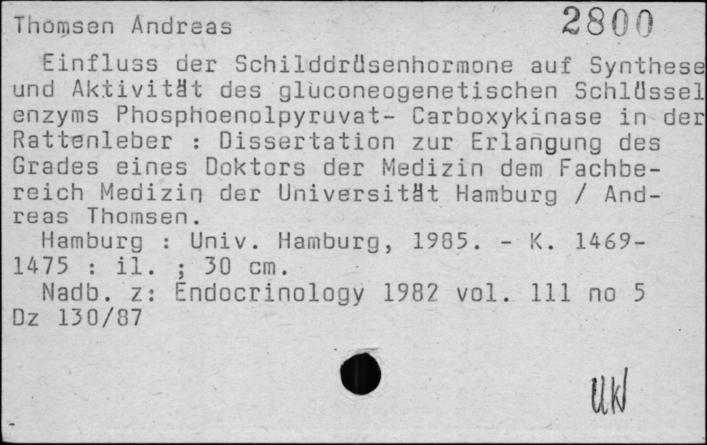 Thomsen Andreas 2800
Einfluss der Schilddrüsenhormone auf Synthese
und Aktivität des gluconeogenetischen Schlüssel
enzyms Phosphoenolpyruvat- Carboxykinase in der
Rattenleber : Dissertation zur Erlangung des
Grades eines Doktors der Medizin dem Fachbe-
reich Medizin der Universität Hamburg / And-
reas Thomsen.
Hamburg : Univ. Hamburg, 1985. - K. 1469-
1475 : il. ; 30 cm.
Nadb. z: Endocrinology 1982 vol. 111 no 5
Dz 130/87
UW